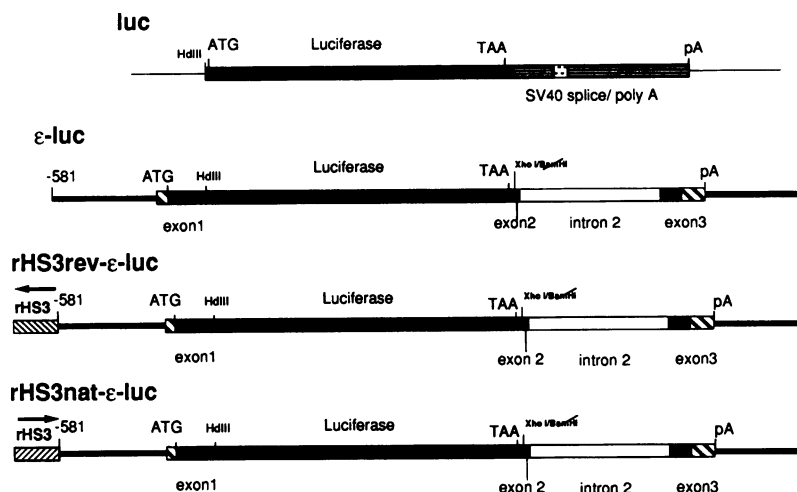 luc
HdIII ATG Luciferase TAA pA
SV40 splice/ poly A
ε-luc
-581 ATG HdIII Luciferase TAA Xho I/BamHI pA
exon1 exon2 intron 2 exon3
rHS3rev-ε-luc
rHS3 -581 ATG HdIII Luciferase TAA Xho I/BamHI pA
exon1 exon 2 intron 2 exon3
rHS3nat-ε-luc
rHS3 -581 ATG HdIII Luciferase TAA Xho I/BamHI pA
exon1 exon 2 intron 2 exon3